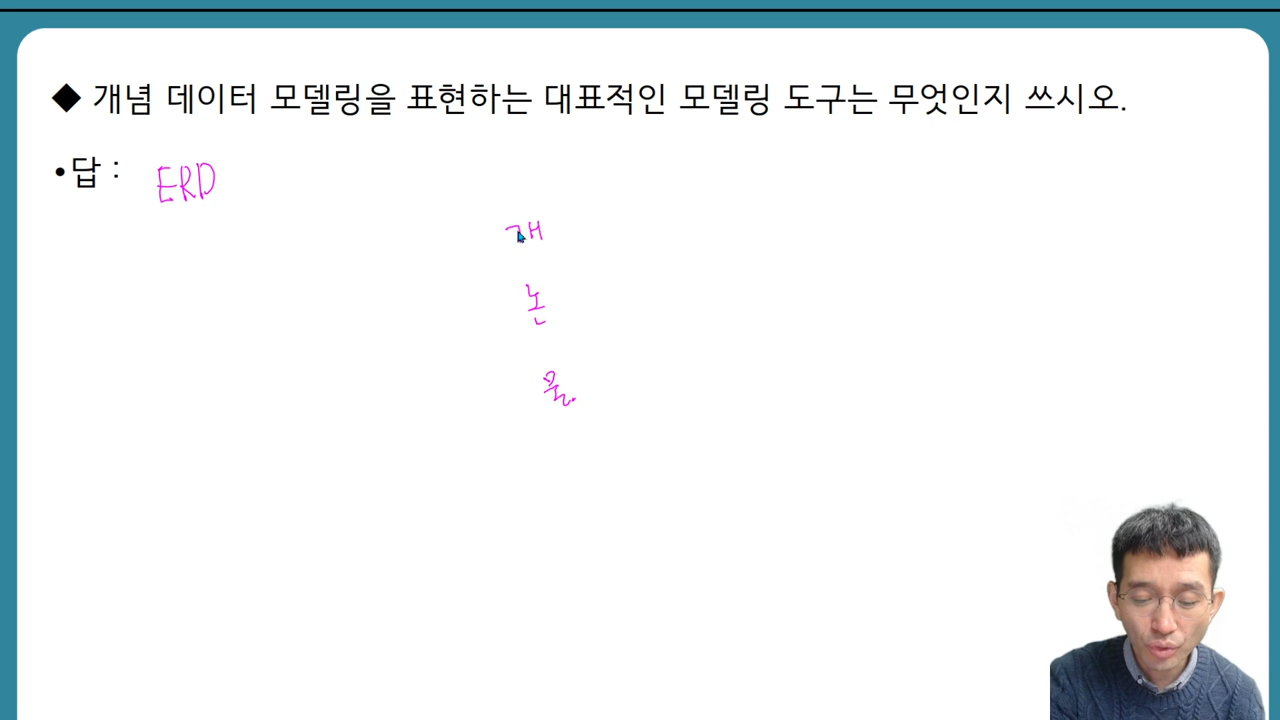 ◆ 개념 데이터 모델링을 표현하는 대표적인 모델링 도구는 무엇인지 쓰시오.
•답 : ERD
개
논
물